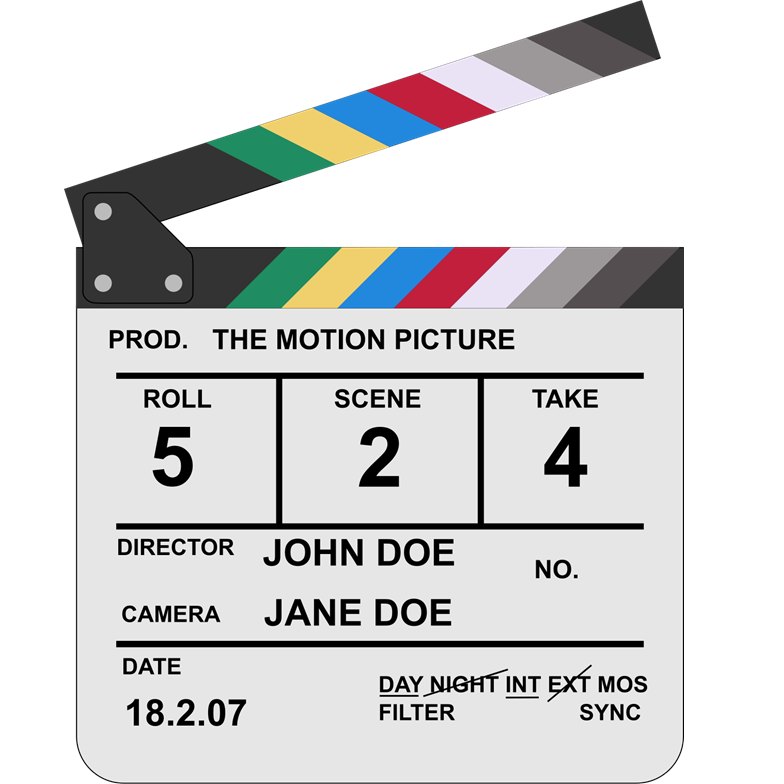 PROD. THE MOTION PICTURE
ROLL SCENE TAKE
5 2 4
DIRECTOR JOHN DOE
NO.
CAMERA JANE DOE
DATE
DAY NIGHT INT EXT MOS
18.2.07
FILTER SYNC